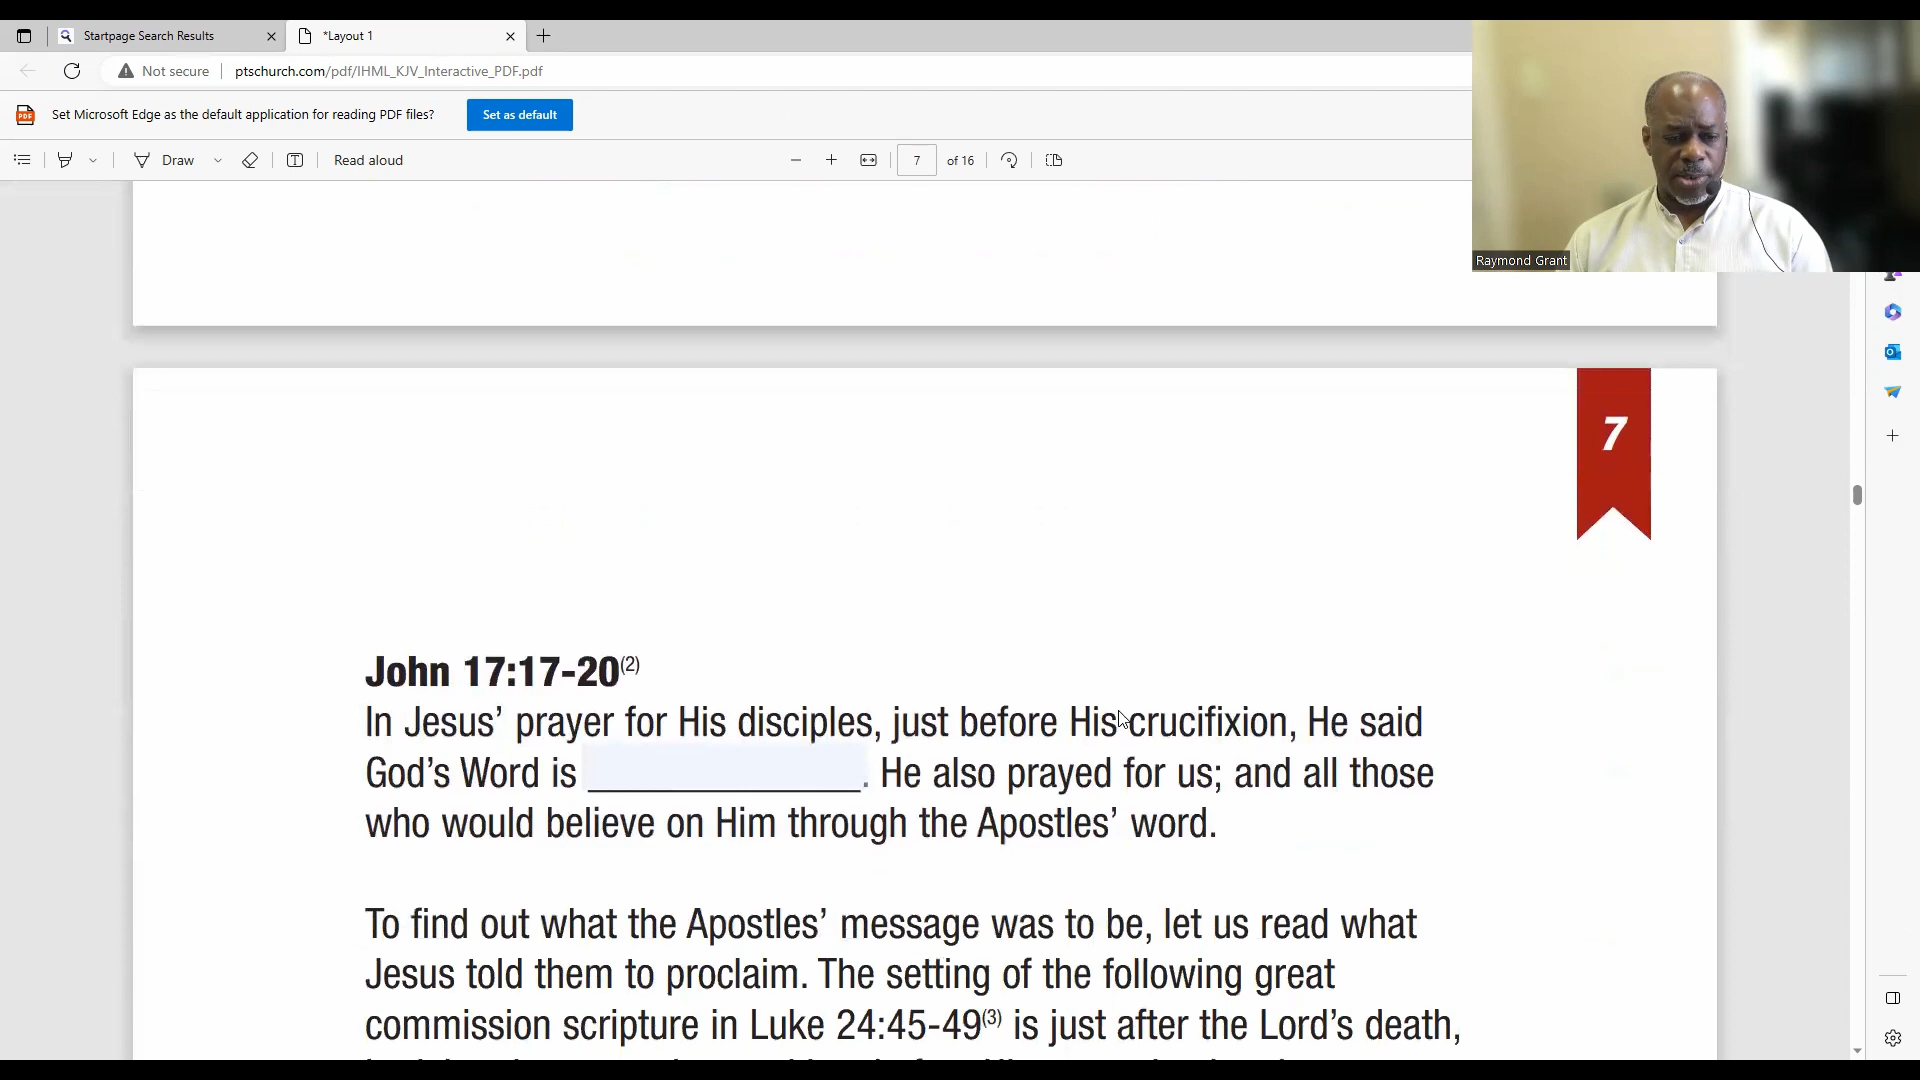 Startpage Search Results
*Layout 1
Not secure
ptschurch.com/pdf/IHML_KJV_Interactive_PDF.pdf
Set Microsoft Edge as the default application for reading PDF files?
Set as default
Draw
Read aloud
7
of 16
Raymond Grant
7
John 17:17-20(2)
In Jesus’ prayer for His disciples, just before His crucifixion, He said
God’s Word is ____________. He also prayed for us; and all those
who would believe on Him through the Apostles’ word.
To find out what the Apostles’ message was to be, let us read what
Jesus told them to proclaim. The setting of the following great
commission scripture in Luke 24:45-49(3) is just after the Lord’s death,